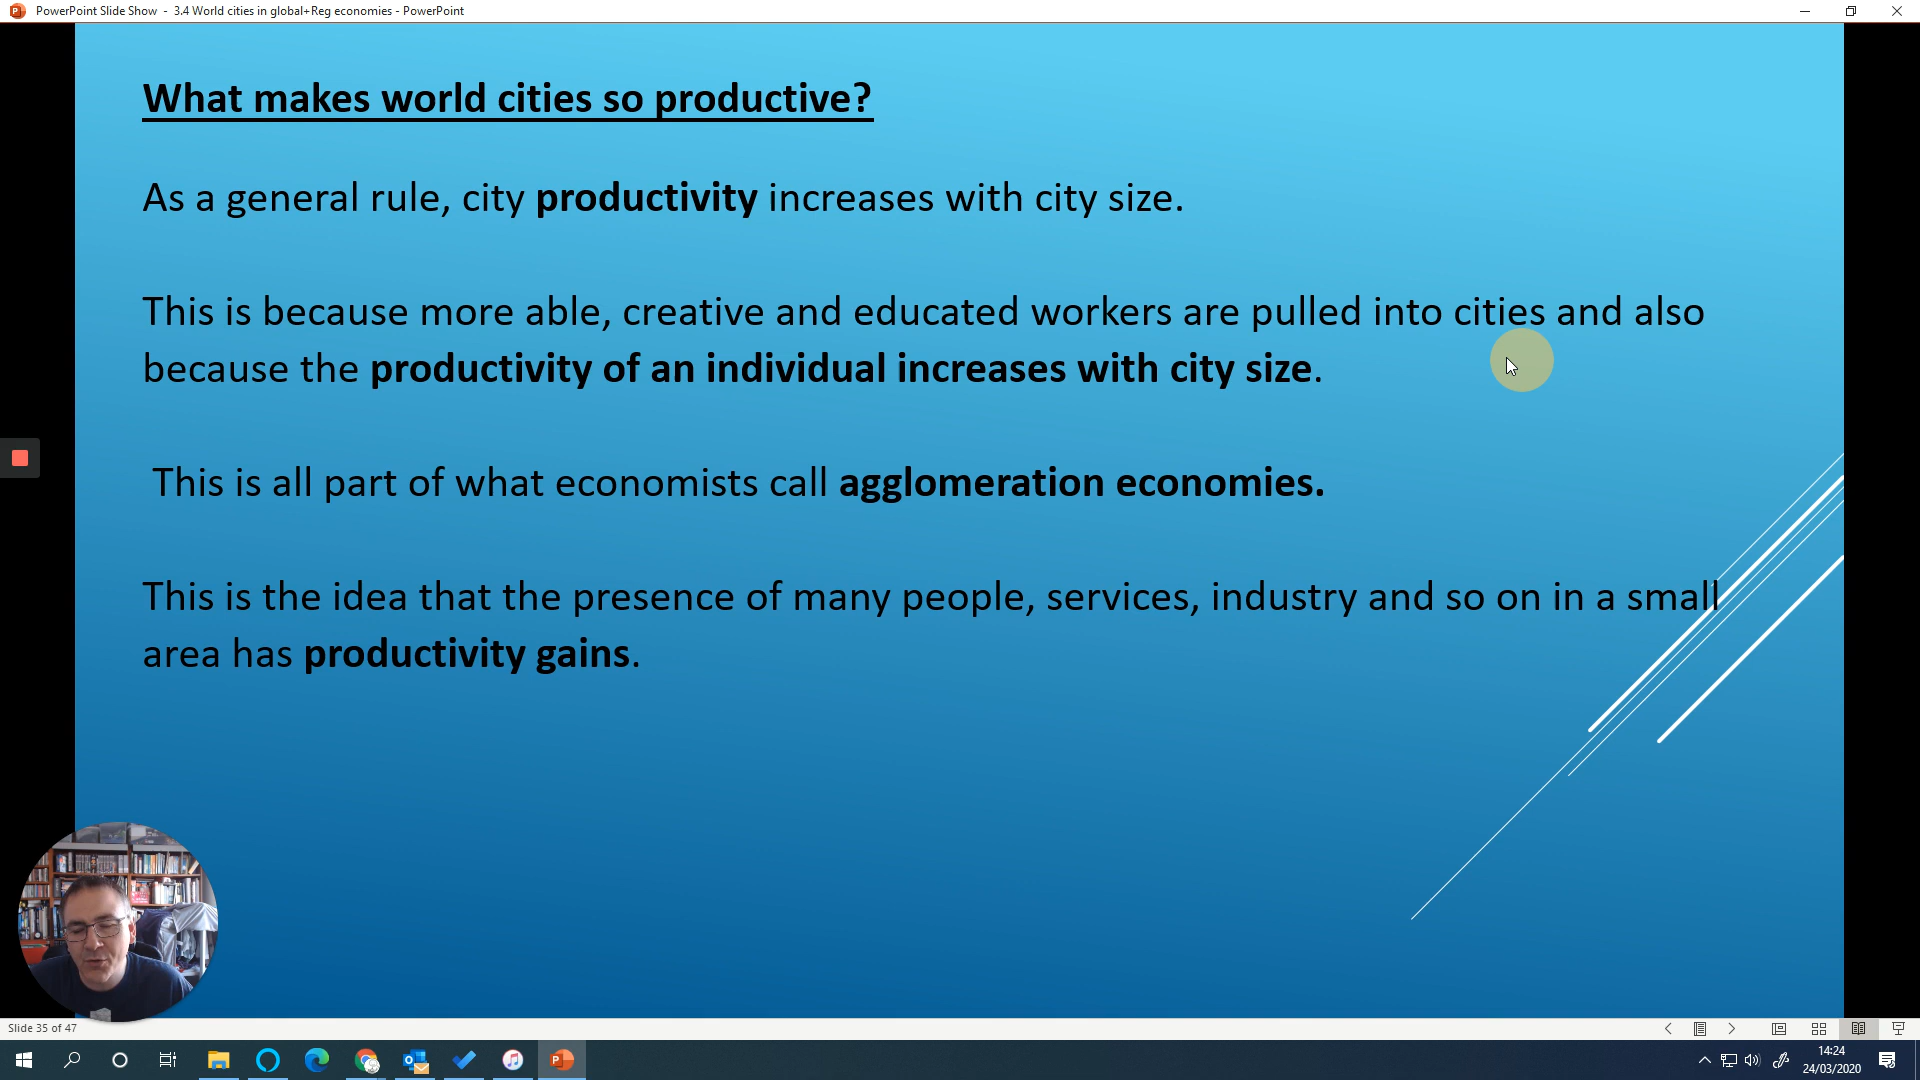 PowerPoint Slide Show - 3.4 World cities in global+Reg economies - PowerPoint
What makes world cities so productive?
As a general rule, city productivity increases with city size.
This is because more able, creative and educated workers are pulled into cities and also
because the productivity of an individual increases with city size.
This is all part of what economists call agglomeration economies.
This is the idea that the presence of many people, services, industry and so on in a small
area has productivity gains.
Slide 35 of 47
14:24
24/03/2020